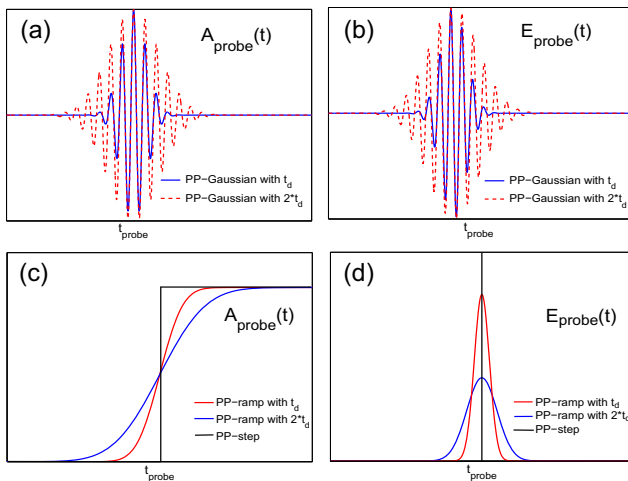 (a)
A_probe(t)
PP-Gaussian with t_d
PP-Gaussian with 2*t_d
t_probe
(b)
E_probe(t)
PP-Gaussian with t_d
PP-Gaussian with 2*t_d
t_probe
(c)
A_probe(t)
PP-ramp with t_d
PP-ramp with 2*t_d
PP-step
t_probe
(d)
E_probe(t)
PP-ramp with t_d
PP-ramp with 2*t_d
PP-step
t_probe